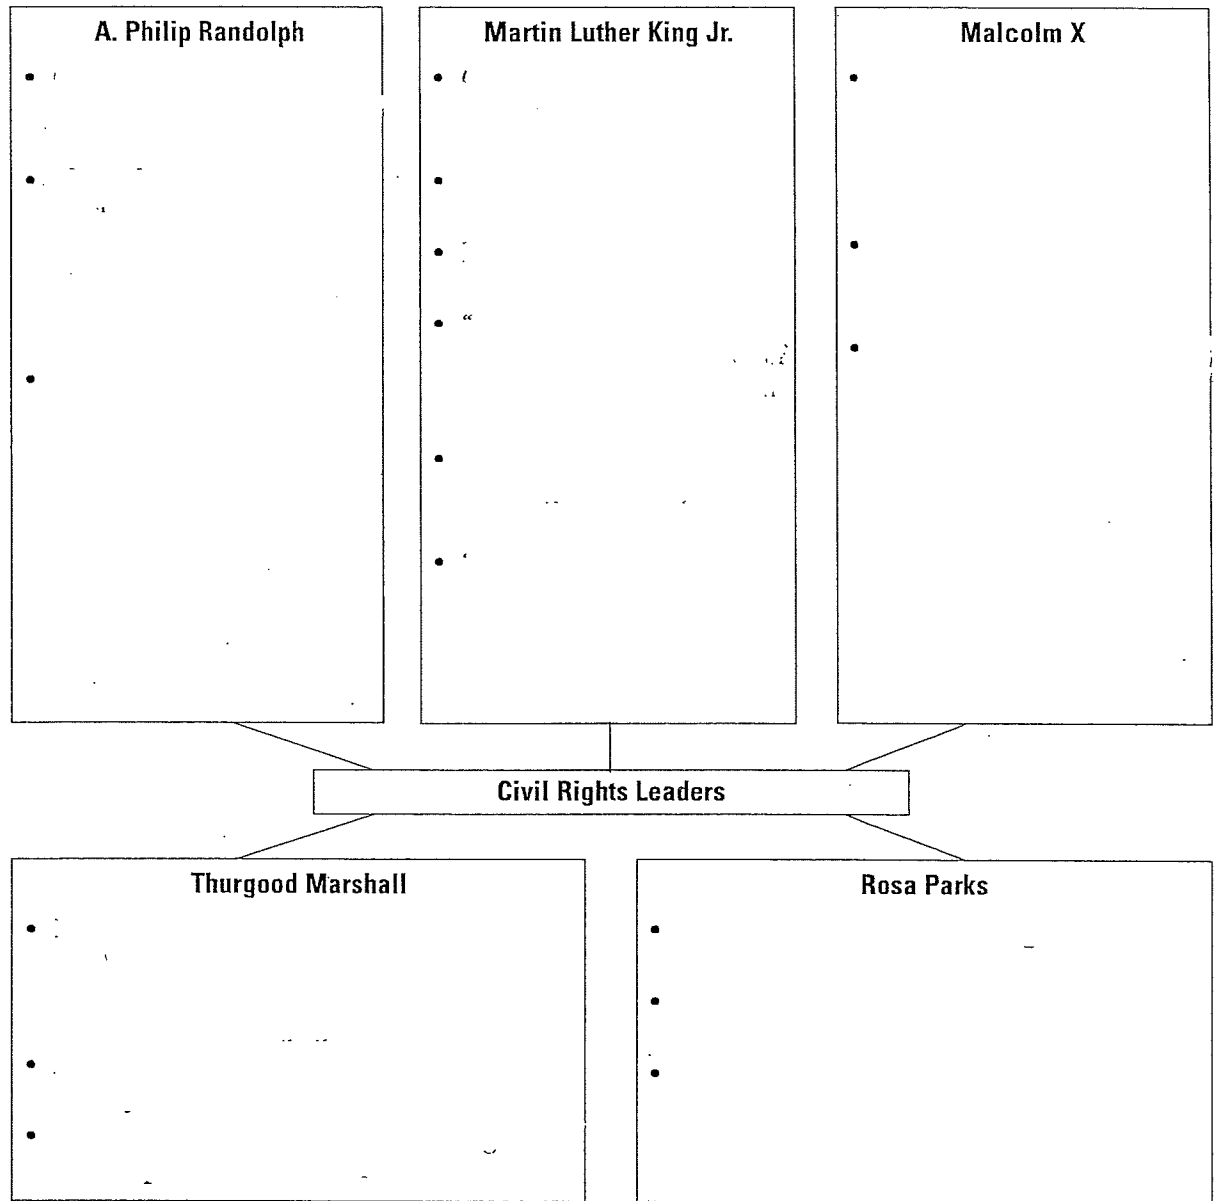 A. Philip Randolph
Martin Luther King Jr.
Malcolm X
Civil Rights Leaders
Thurgood Marshall
Rosa Parks